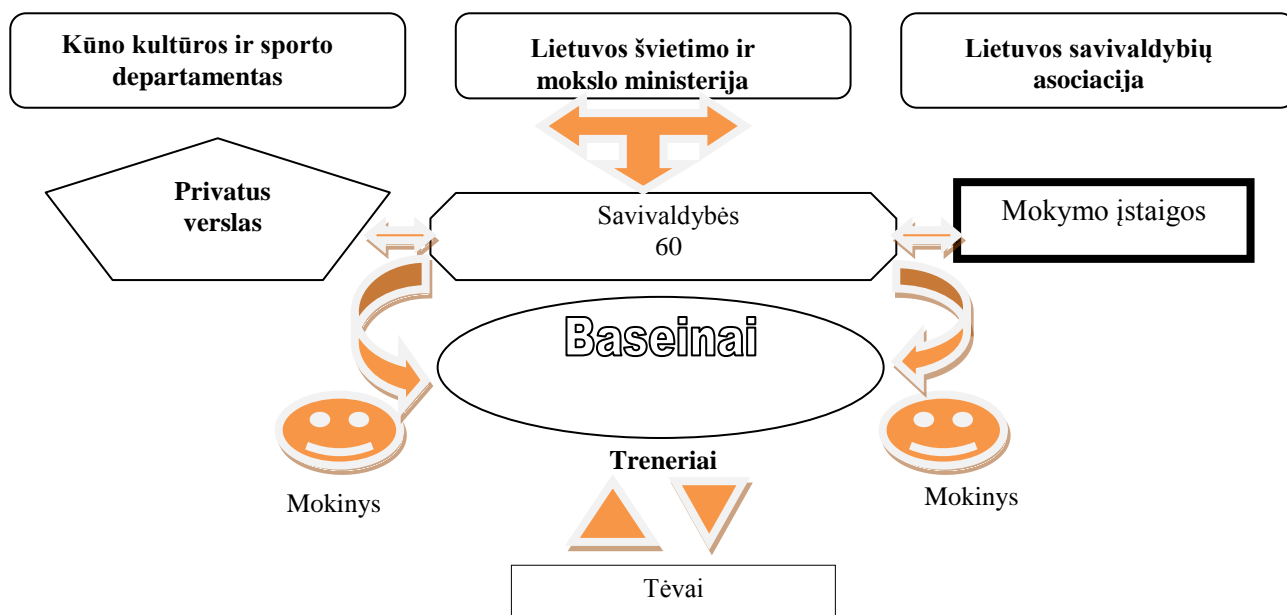 Kūno kultūros ir sporto
departamentas
Lietuvos švietimo ir
mokslo ministerija
Lietuvos savivaldybių
asociacija
Privatus
verslas
Savivaldybės
60
Mokymo įstaigos
Baseinai
Treneriai
Mokinys
Mokinys
Tėvai